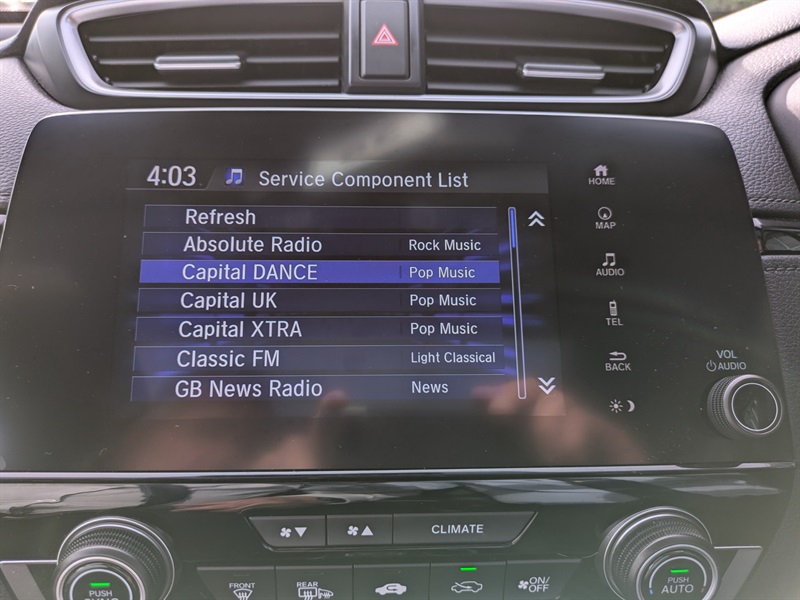 4:03 Service Component List
Refresh
Absolute Radio Rock Music
Capital DANCE Pop Music
Capital UK Pop Music
Capital XTRA Pop Music
Classic FM Light Classical
GB News Radio News
HOME
MAP
AUDIO
TEL
BACK
VOL
AUDIO
CLIMATE
FRONT
REAR
ON/
OFF
PUSH
PUSH
AUTO